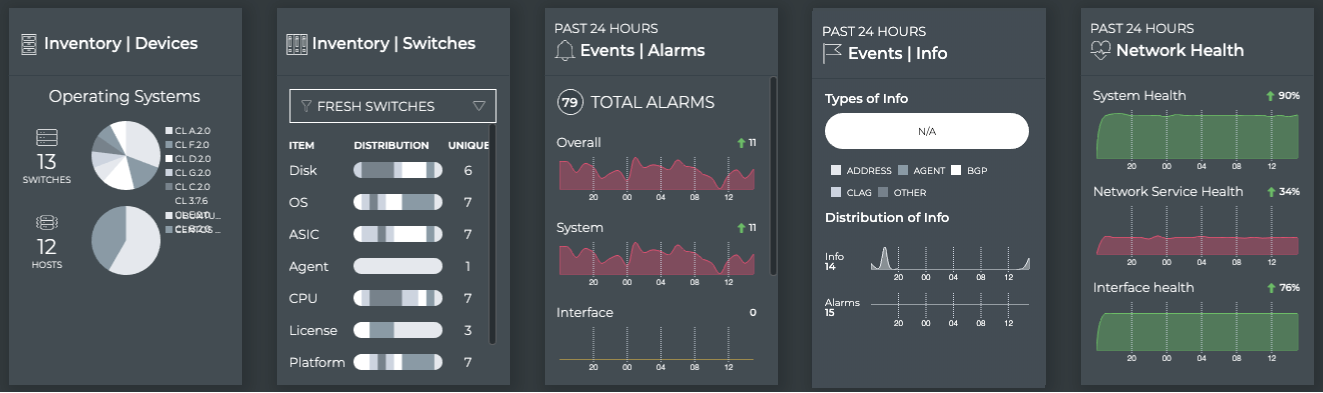 Inventory | Devices
Operating Systems
13
SWITCHES
CL A.2.0
CL F.2.0
CL D.2.0
CL G.2.0
CL C.2.0
CL 3.7.6
12
HOSTS
Inventory | Switches
FRESH SWITCHES
ITEM DISTRIBUTION UNIQUE
Disk 6
OS 7
ASIC 7
Agent 1
CPU 7
License 3
Platform 7
PAST 24 HOURS
Events | Alarms
79 TOTAL ALARMS
Overall 11
20 00 04 08 12
System 11
20 00 04 08 12
Interface 0
20 00 04 08 12
PAST 24 HOURS
Events | Info
Types of Info
N/A
ADDRESS AGENT BGP
CLAG OTHER
Distribution of Info
Info
14
20 00 04 08 12
Alarms
15
20 00 04 08 12
PAST 24 HOURS
Network Health
System Health 90%
20 00 04 08 12
Network Service Health 34%
20 00 04 08 12
Interface health 76%
20 00 04 08 12